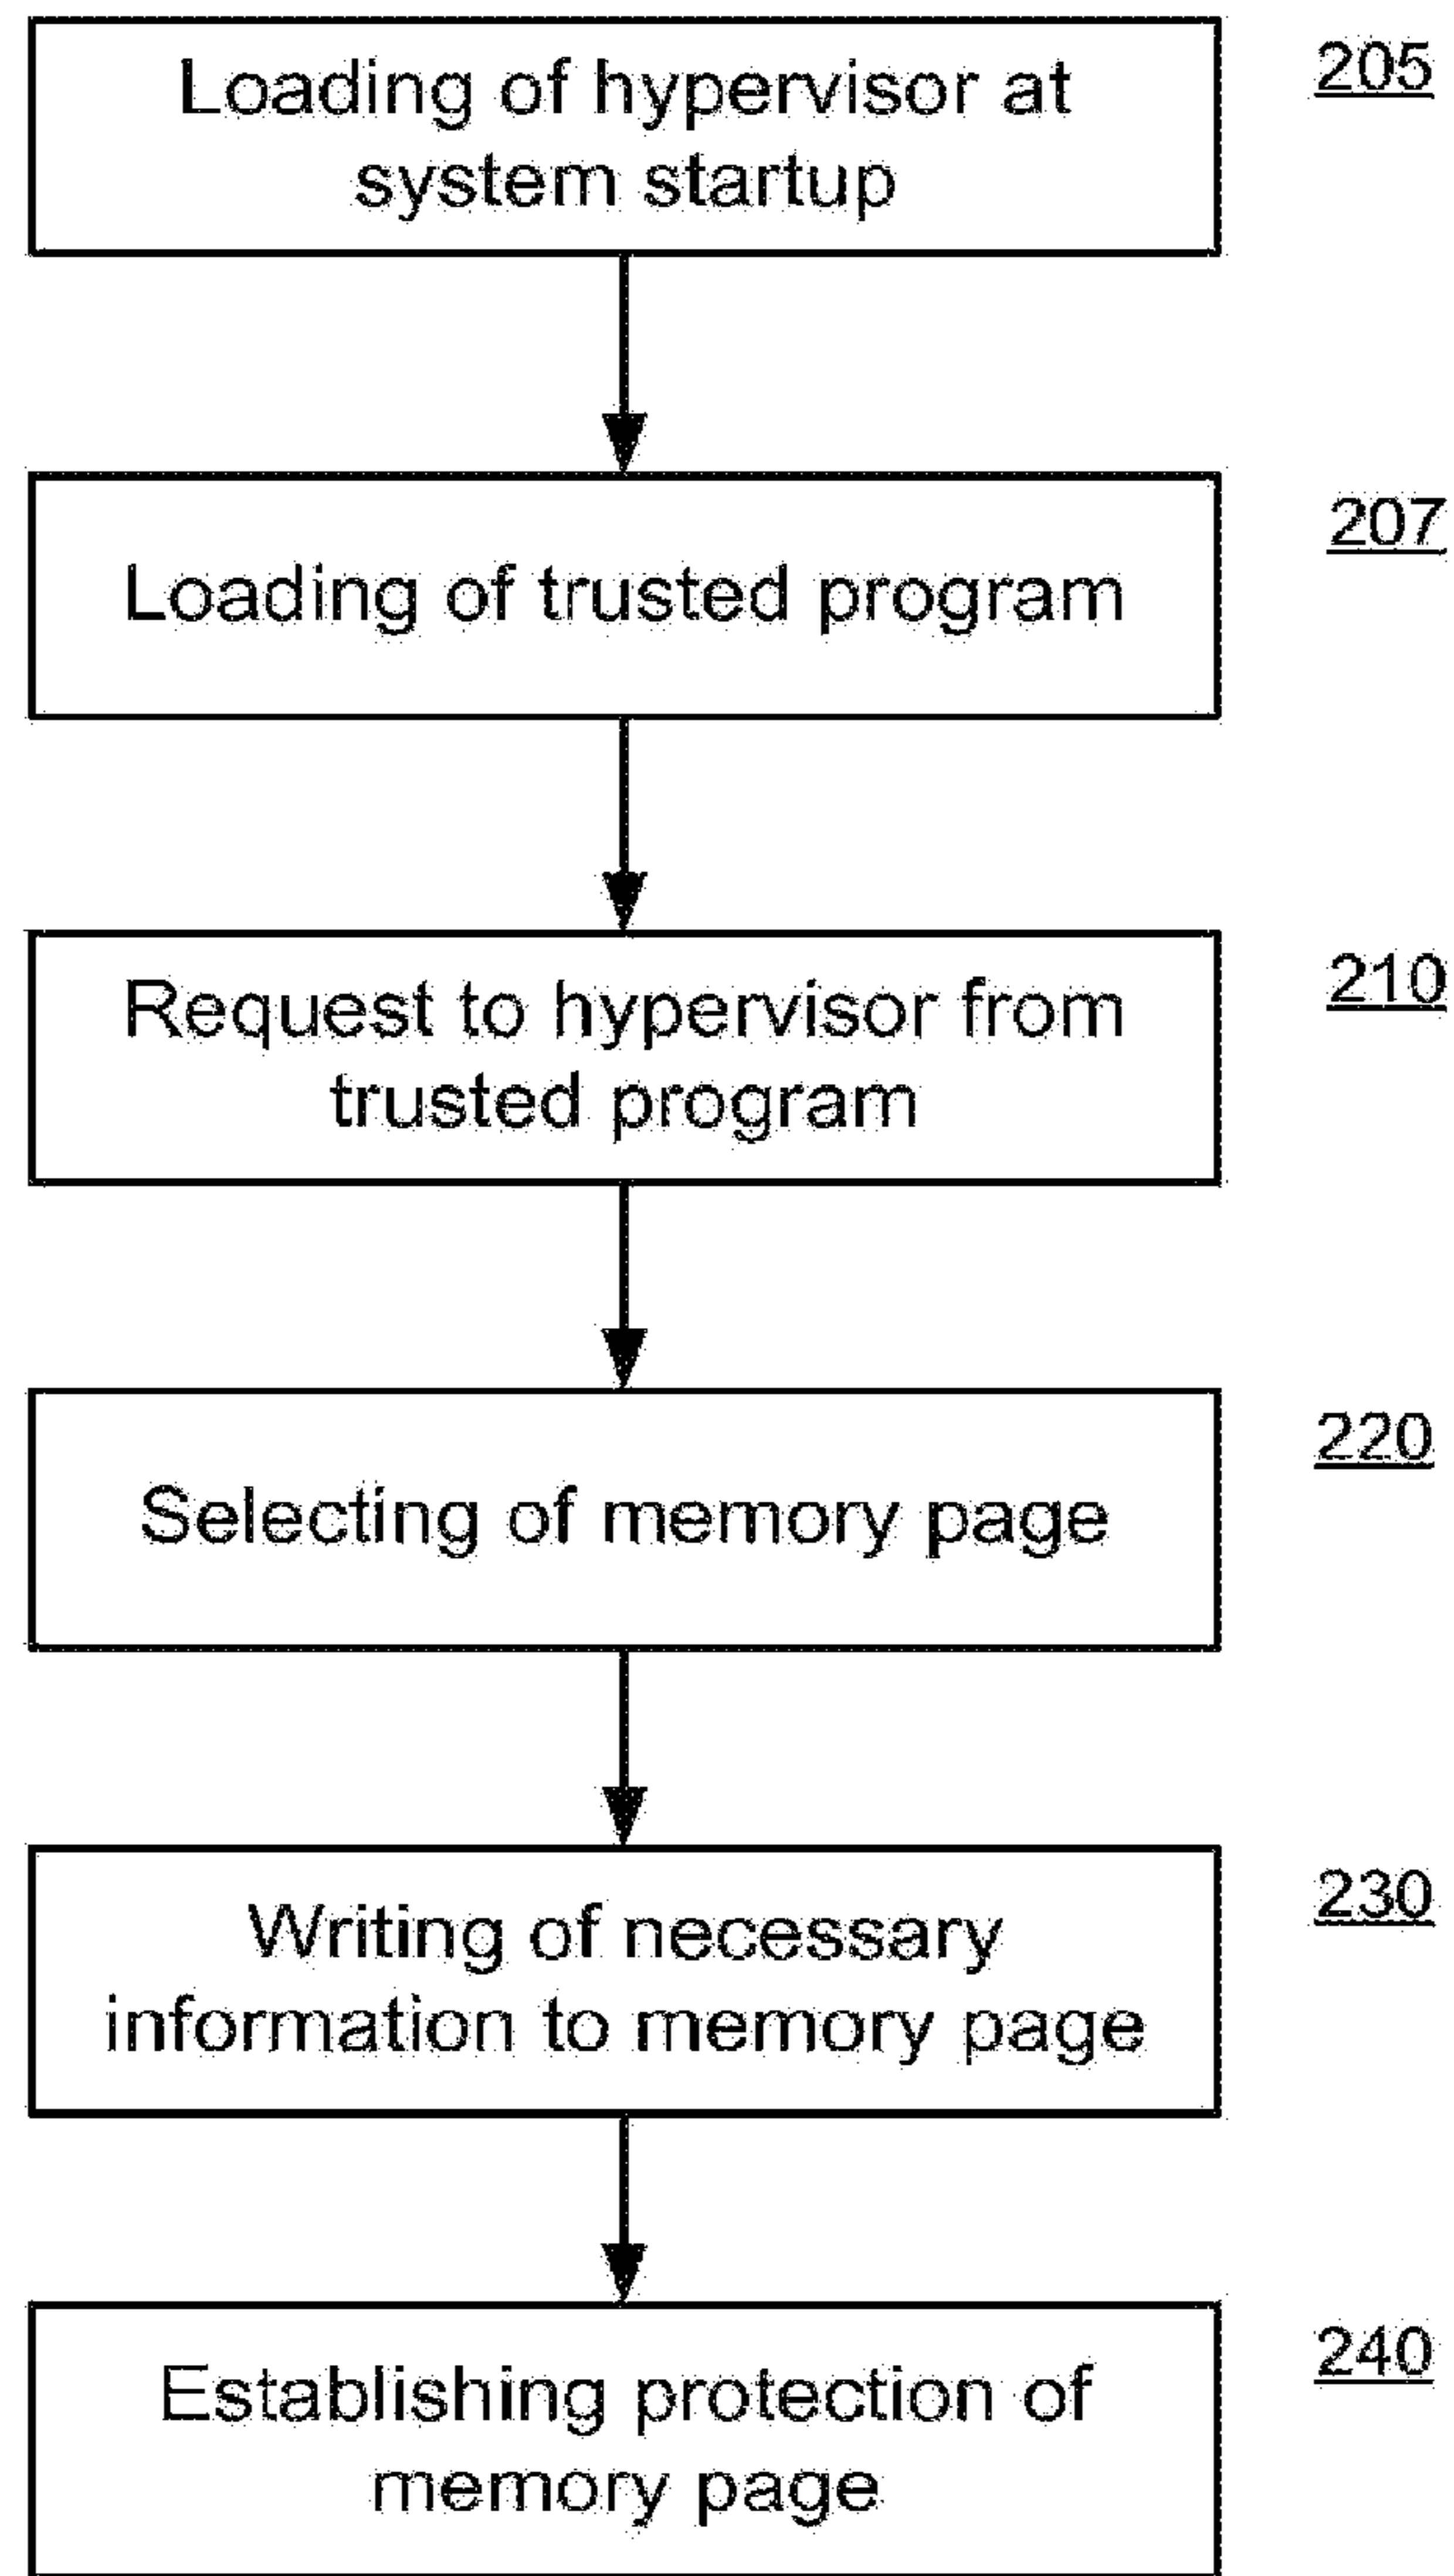 Loading of hypervisor at
system startup
205
Loading of trusted program
207
Request to hypervisor from
trusted program
210
Selecting of memory page
220
Writing of necessary
information to memory page
230
Establishing protection of
memory page
240